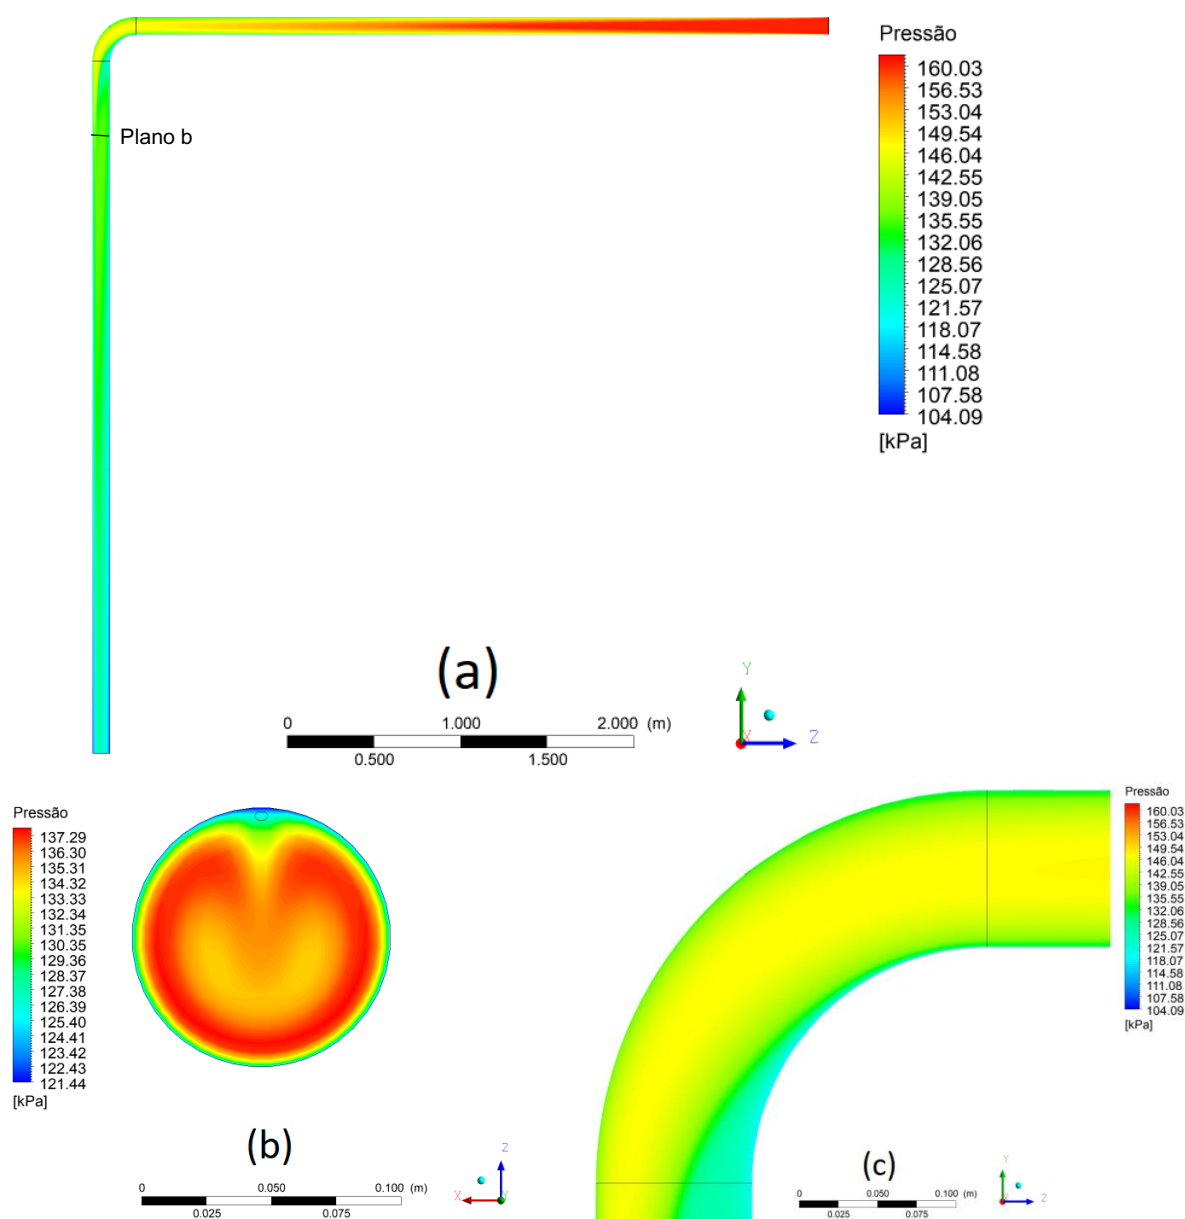 Pressão
160.03
156.53
153.04
149.54
146.04
142.55
139.05
135.55
132.06
128.56
125.07
121.57
118.07
114.58
111.08
107.58
104.09
[kPa]
Plano b
(a)
0 1.000 2.000 (m)
0.500 1.500
Y
X
Z
Pressão
137.29
136.30
135.31
134.32
133.33
132.34
131.35
130.35
129.36
128.37
127.38
126.39
125.40
124.41
123.42
122.43
121.44
[kPa]
(b)
0 0.050 0.100 (m)
0.025 0.075
Z
X
Y
Pressão
160.03
156.53
153.04
149.54
146.04
142.55
139.05
135.55
132.06
128.56
125.07
121.57
118.07
114.58
111.08
107.58
104.09
[kPa]
(c)
0 0.050 0.100 (m)
0.025 0.075
Y
X
Z